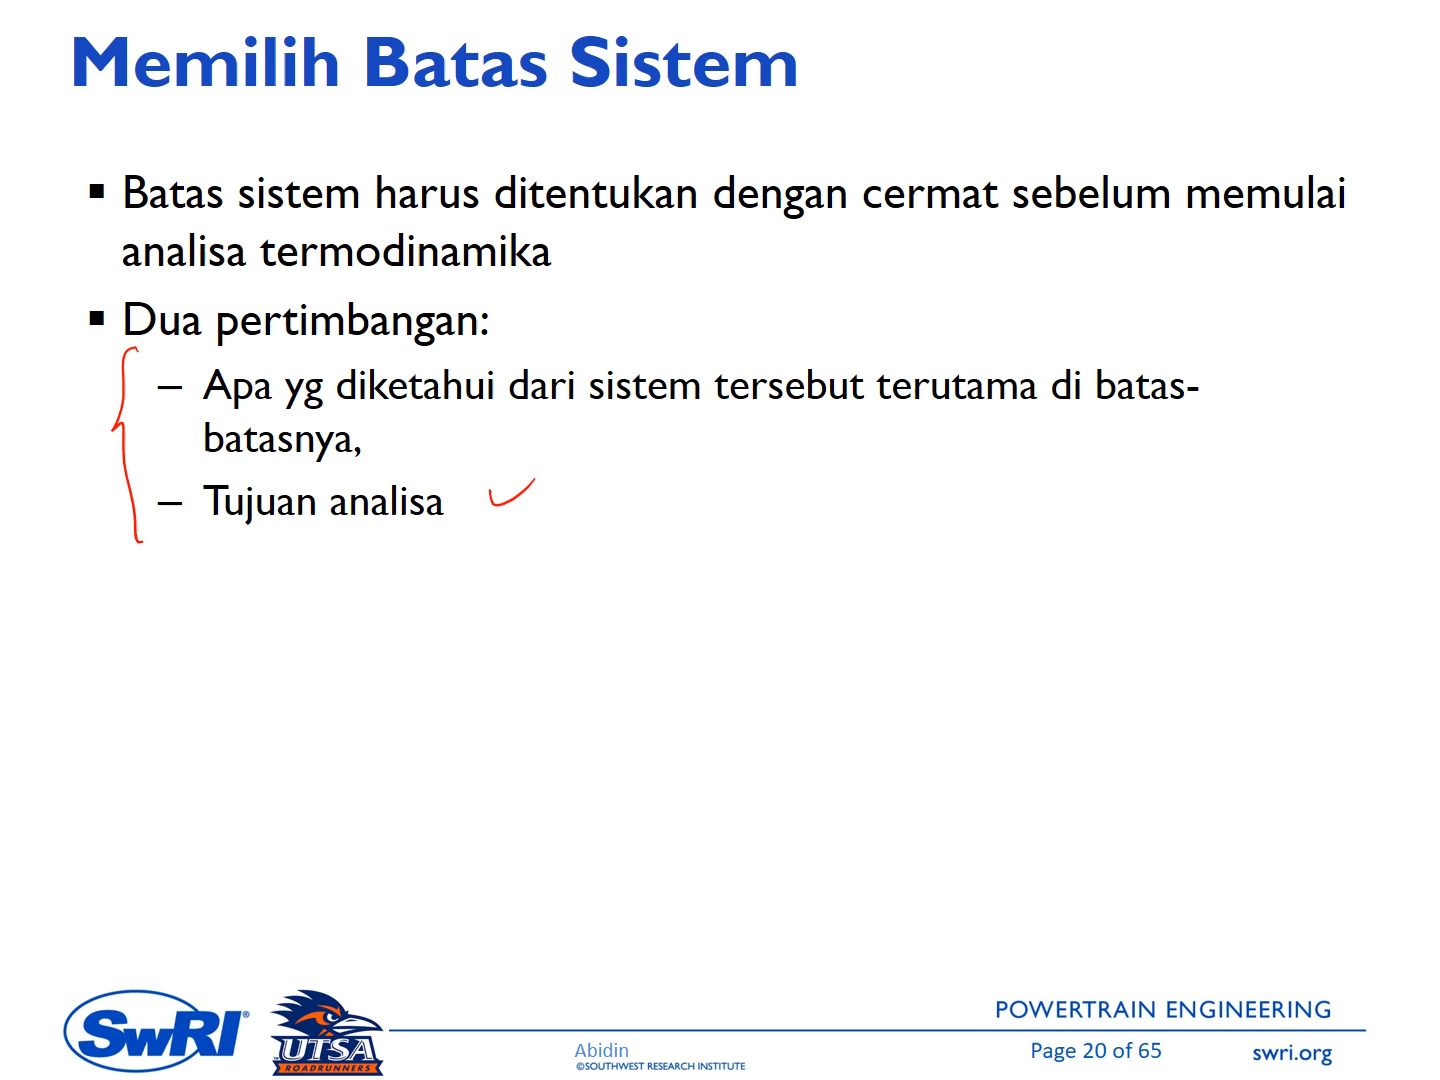 Memilih Batas Sistem
▪ Batas sistem harus ditentukan dengan cermat sebelum memulai
analisa termodinamika
▪ Dua pertimbangan:
– Apa yg diketahui dari sistem tersebut terutama di batas-
batasnya,
– Tujuan analisa
SwRI®
UTSA
ROADRUNNERS
Abidin
©SOUTHWEST RESEARCH INSTITUTE
POWERTRAIN ENGINEERING
Page 20 of 65
swri.org